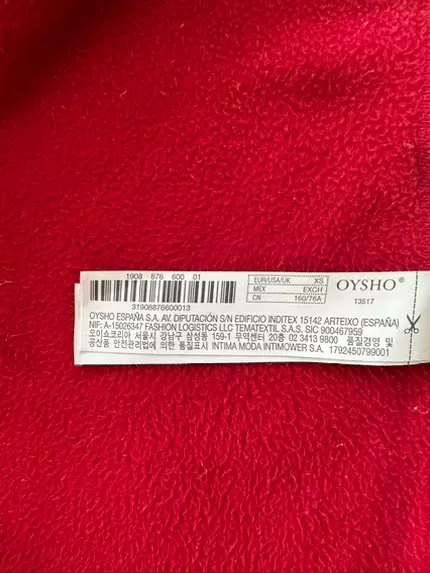 1908 876 600 01
31908876600013
EUR/USA/UK XS
MEX EXCH
CN 160/76A
OYSHO®
13517
OYSHO ESPAÑA S.A. AV. DIPUTACIÓN S/N EDIFICIO INDITEX 15142 ARTEIXO (ESPAÑA)
NIF: A-15026347 FASHION LOGISTICS LLC TEMATEXTIL S.A.S. SIC 900467959
오이쇼코리아 서울시 강남구 삼성동 159-1 무역센터 20층 02 3413 9800 품질경영 및
공산품 안전관리법에 의한 품질표시 INTIMA MODA INTIMOWER S.A. 1792450799001